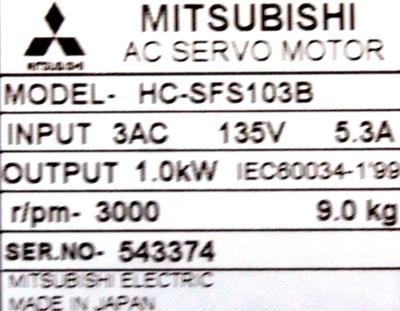 MITSUBISHI
AC SERVO MOTOR
MITSUBISHI
MODEL- HC-SFS103B
INPUT 3AC 135V 5.3A
OUTPUT 1.0kW IEC60034-1'99
r/pm- 3000 9.0 kg
SER.NO- 543374
MITSUBISHI ELECTRIC
MADE IN JAPAN